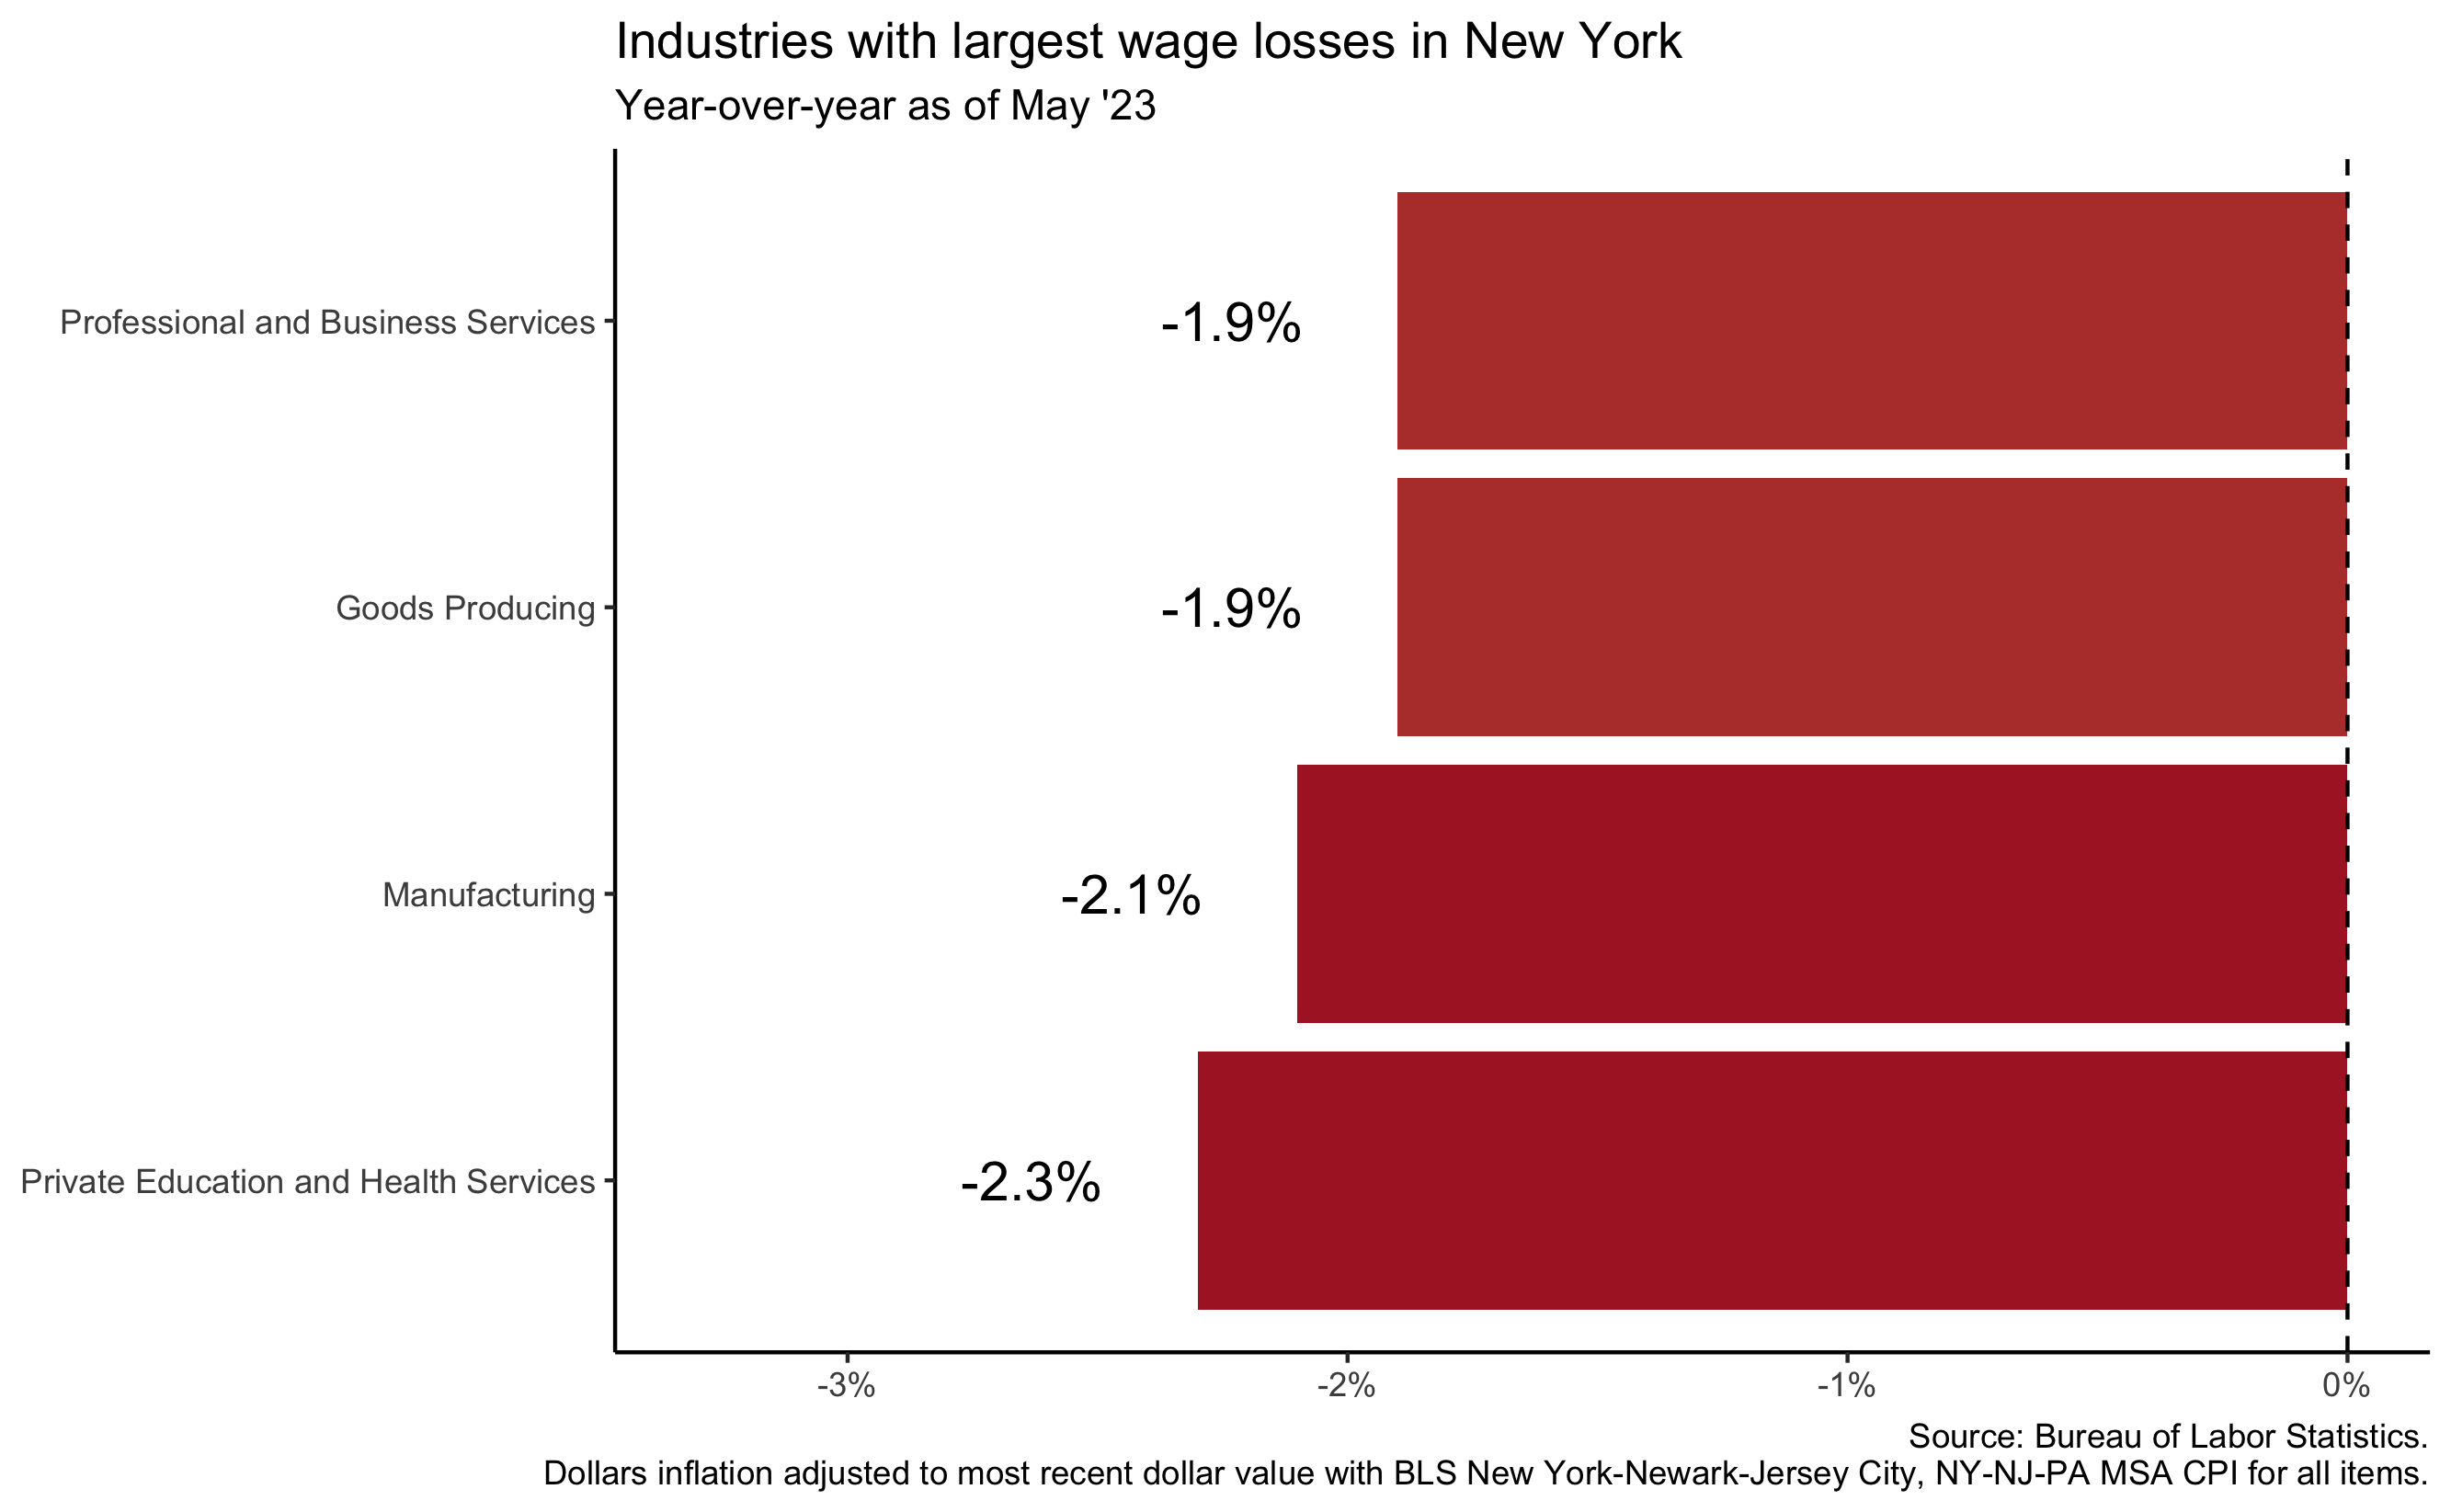 Industries with largest wage losses in New York
Year-over-year as of May '23
Professional and Business Services
-1.9%
Goods Producing
-1.9%
Manufacturing
-2.1%
Private Education and Health Services
-2.3%
-3%
-2%
-1%
0%
Source: Bureau of Labor Statistics.
Dollars inflation adjusted to most recent dollar value with BLS New York-Newark-Jersey City, NY-NJ-PA MSA CPI for all items.